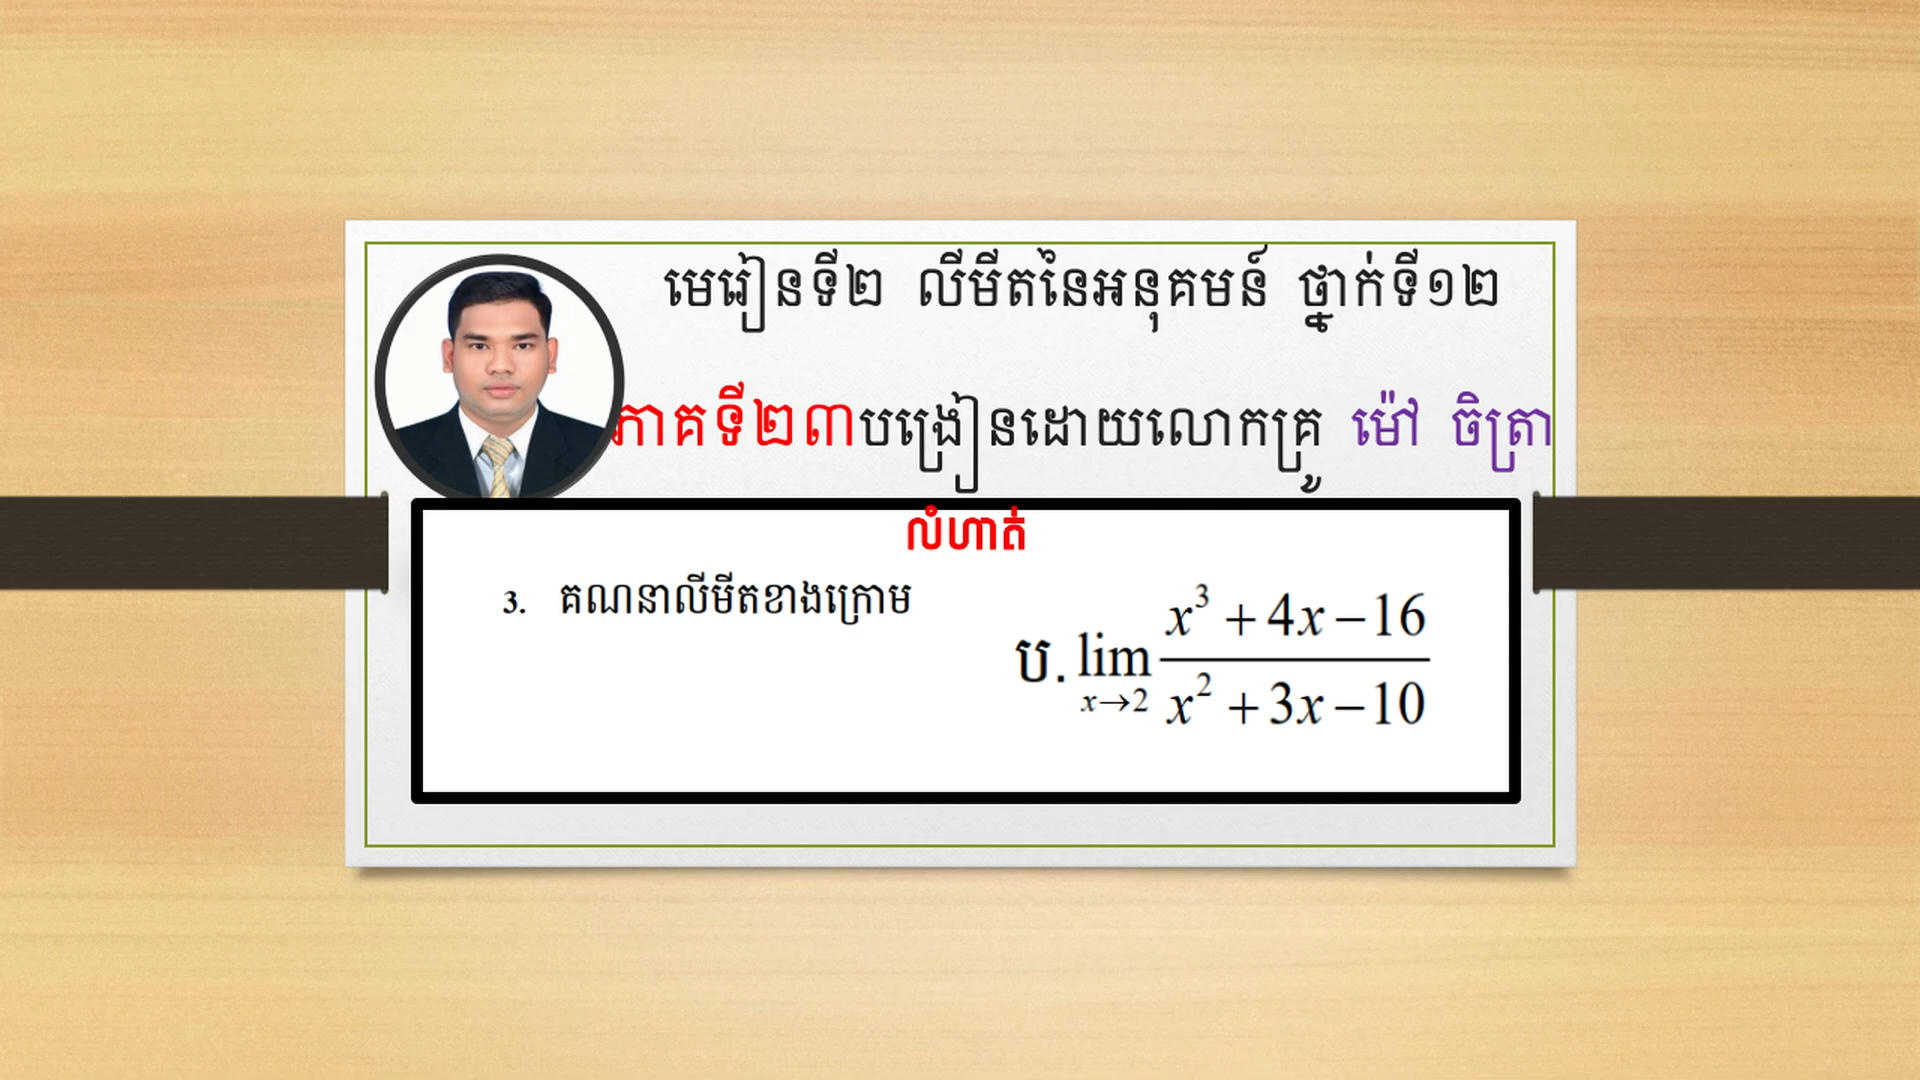 មេរៀនទី២ លីមីតនៃអនុគមន៍ ថ្នាក់ទី១២
ភាគទី២៣បង្រៀនដោយលោកគ្រូ ម៉ៅ ចិត្រា
លំហាត់
3. គណនាលីមីតខាងក្រោម
ប. lim x→2 (x³ + 4x − 16)/(x² + 3x − 10)